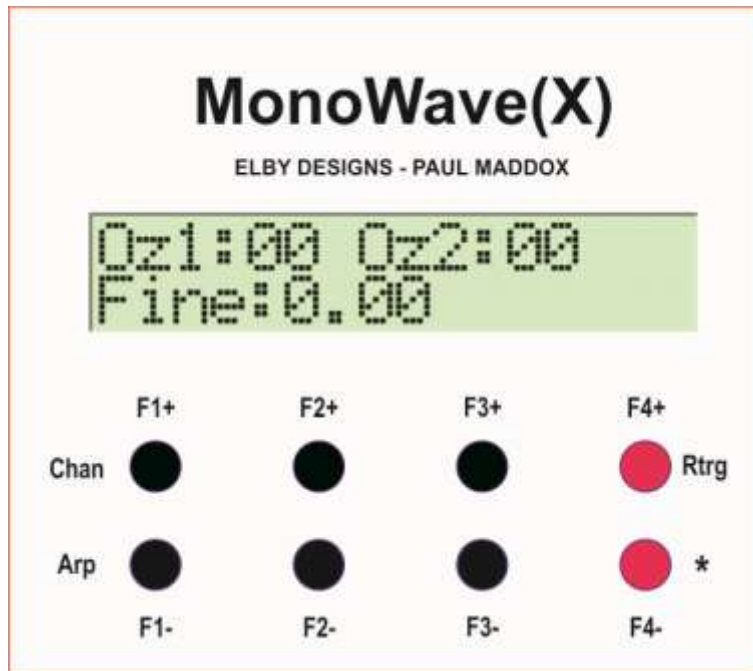 MonoWave(X)
ELBY DESIGNS - PAUL MADDOX
Oz1:00 Oz2:00
Fine:0.00
F1+ F2+ F3+ F4+
Chan Rtrg
Arp *
F1- F2- F3- F4-